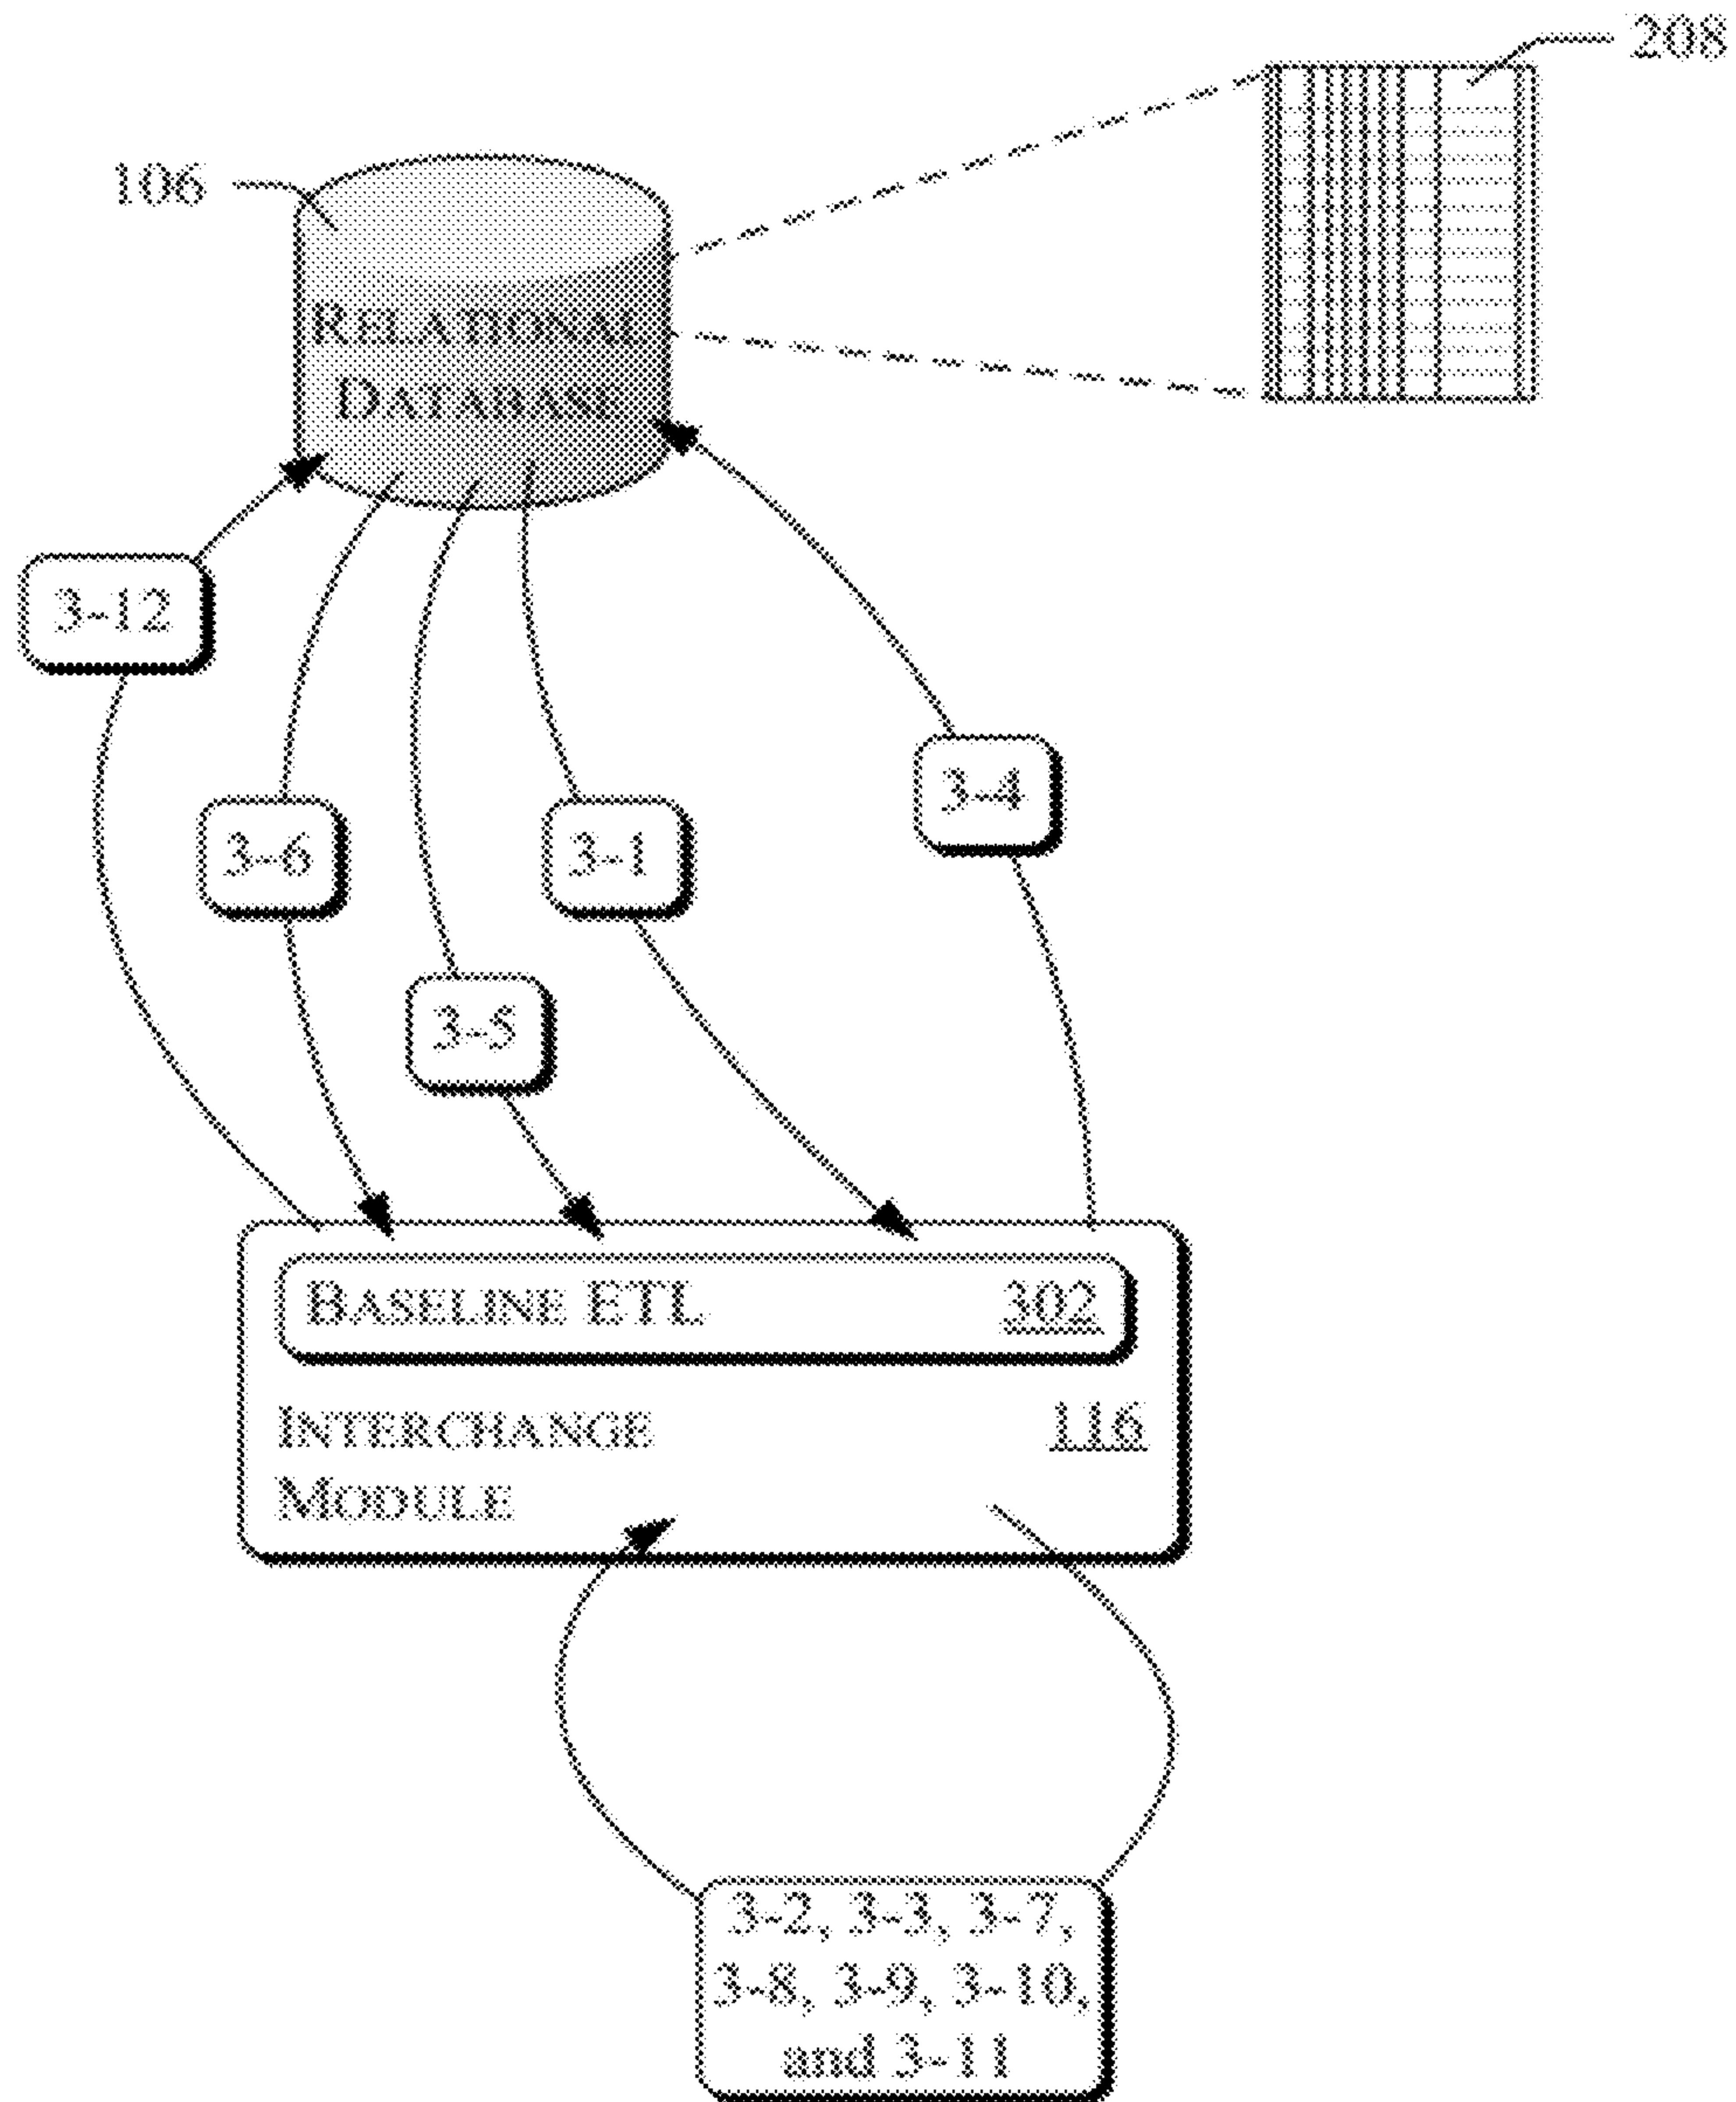 208
106
RELATIONAL
DATABASE
3-12
3-4
3-6
3-1
3-5
BASELINE ETL 302
INTERCHANGE 116
MODULE
3-2, 3-3, 3-7,
3-8, 3-9, 3-10,
and 3-11